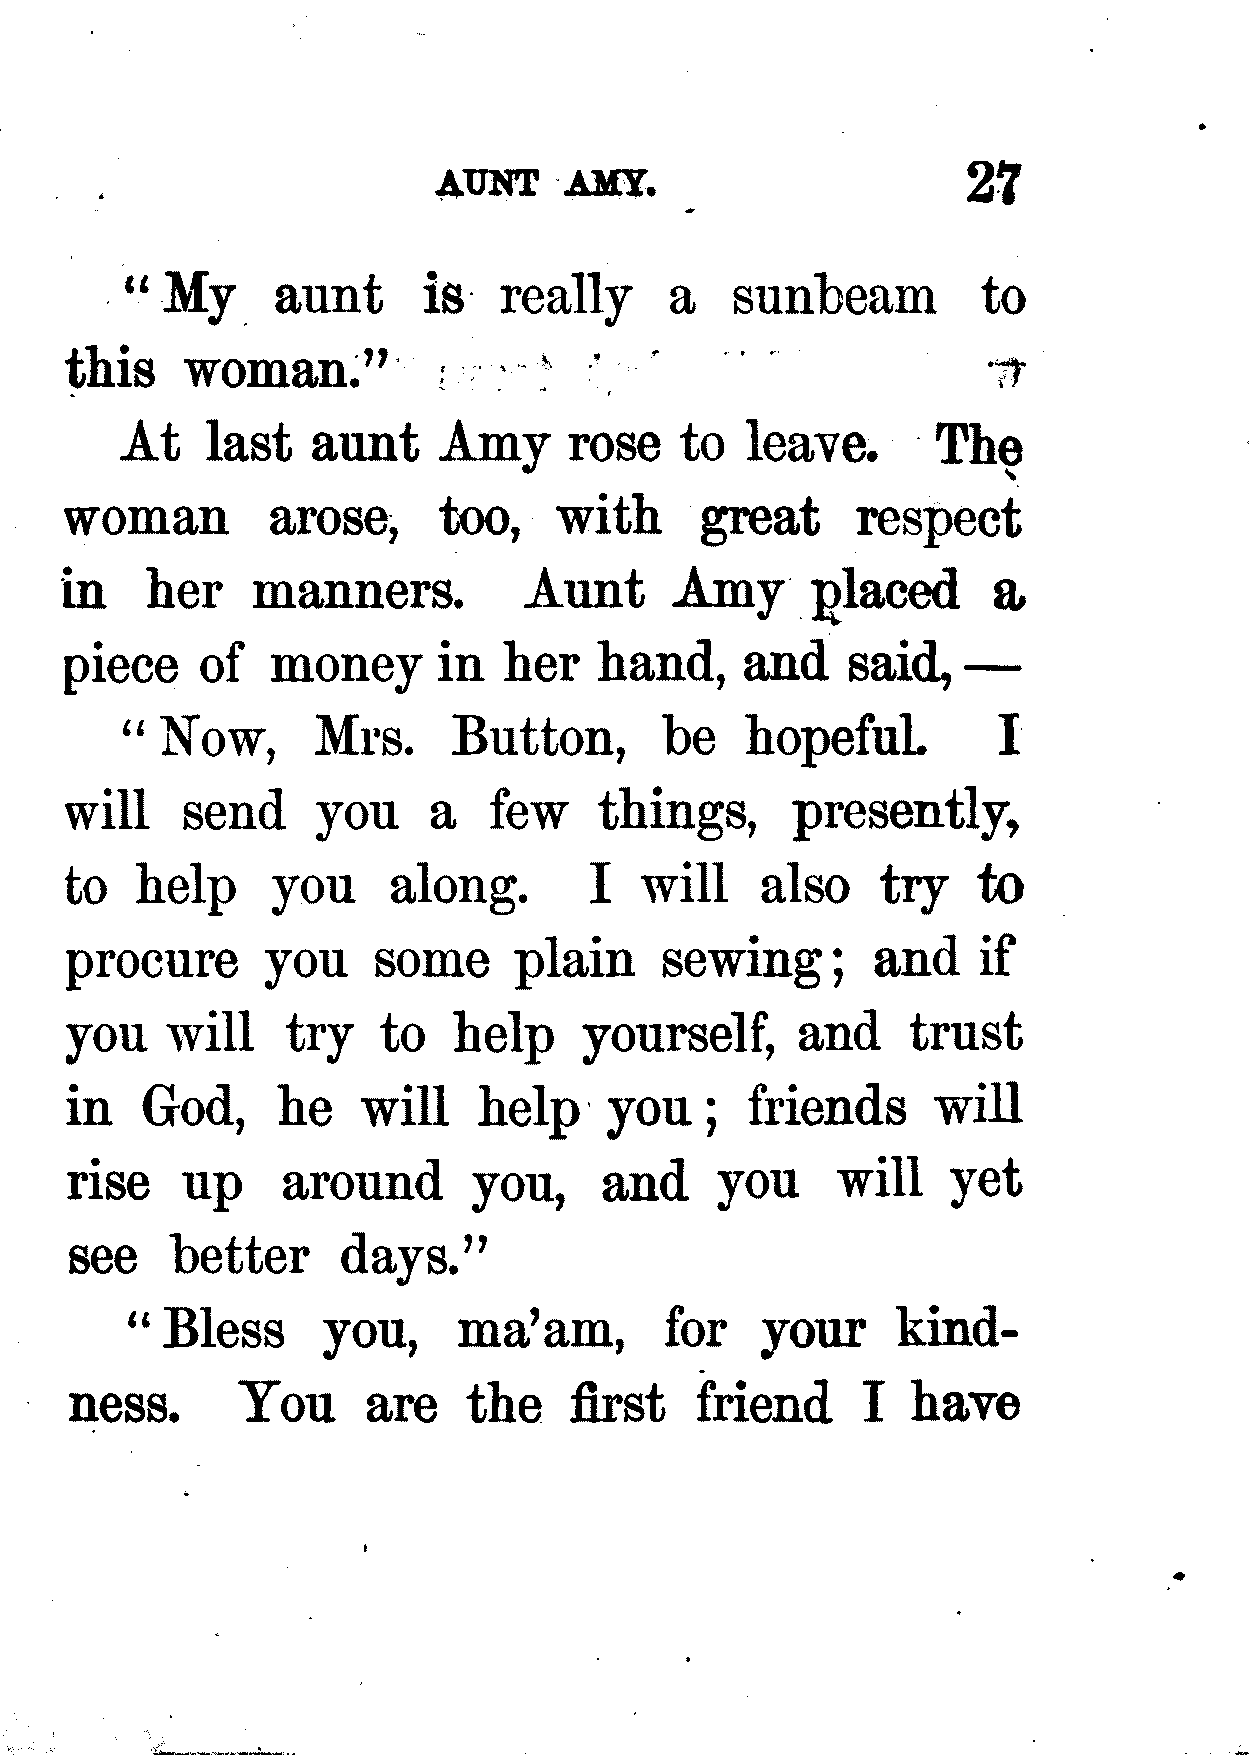 AUNT AMY. 27
“ My aunt is really a sunbeam to
this woman.”
At last aunt Amy rose to leave. The
woman arose, too, with great respect
in her manners. Aunt Amy placed a
piece of money in her hand, and said, —
“ Now, Mrs. Button, be hopeful. I
will send you a few things, presently,
to help you along. I will also try to
procure you some plain sewing ; and if
you will try to help yourself, and trust
in God, he will help you ; friends will
rise up around you, and you will yet
see better days.”
“ Bless you, ma’am, for your kind-
ness. You are the first friend I have